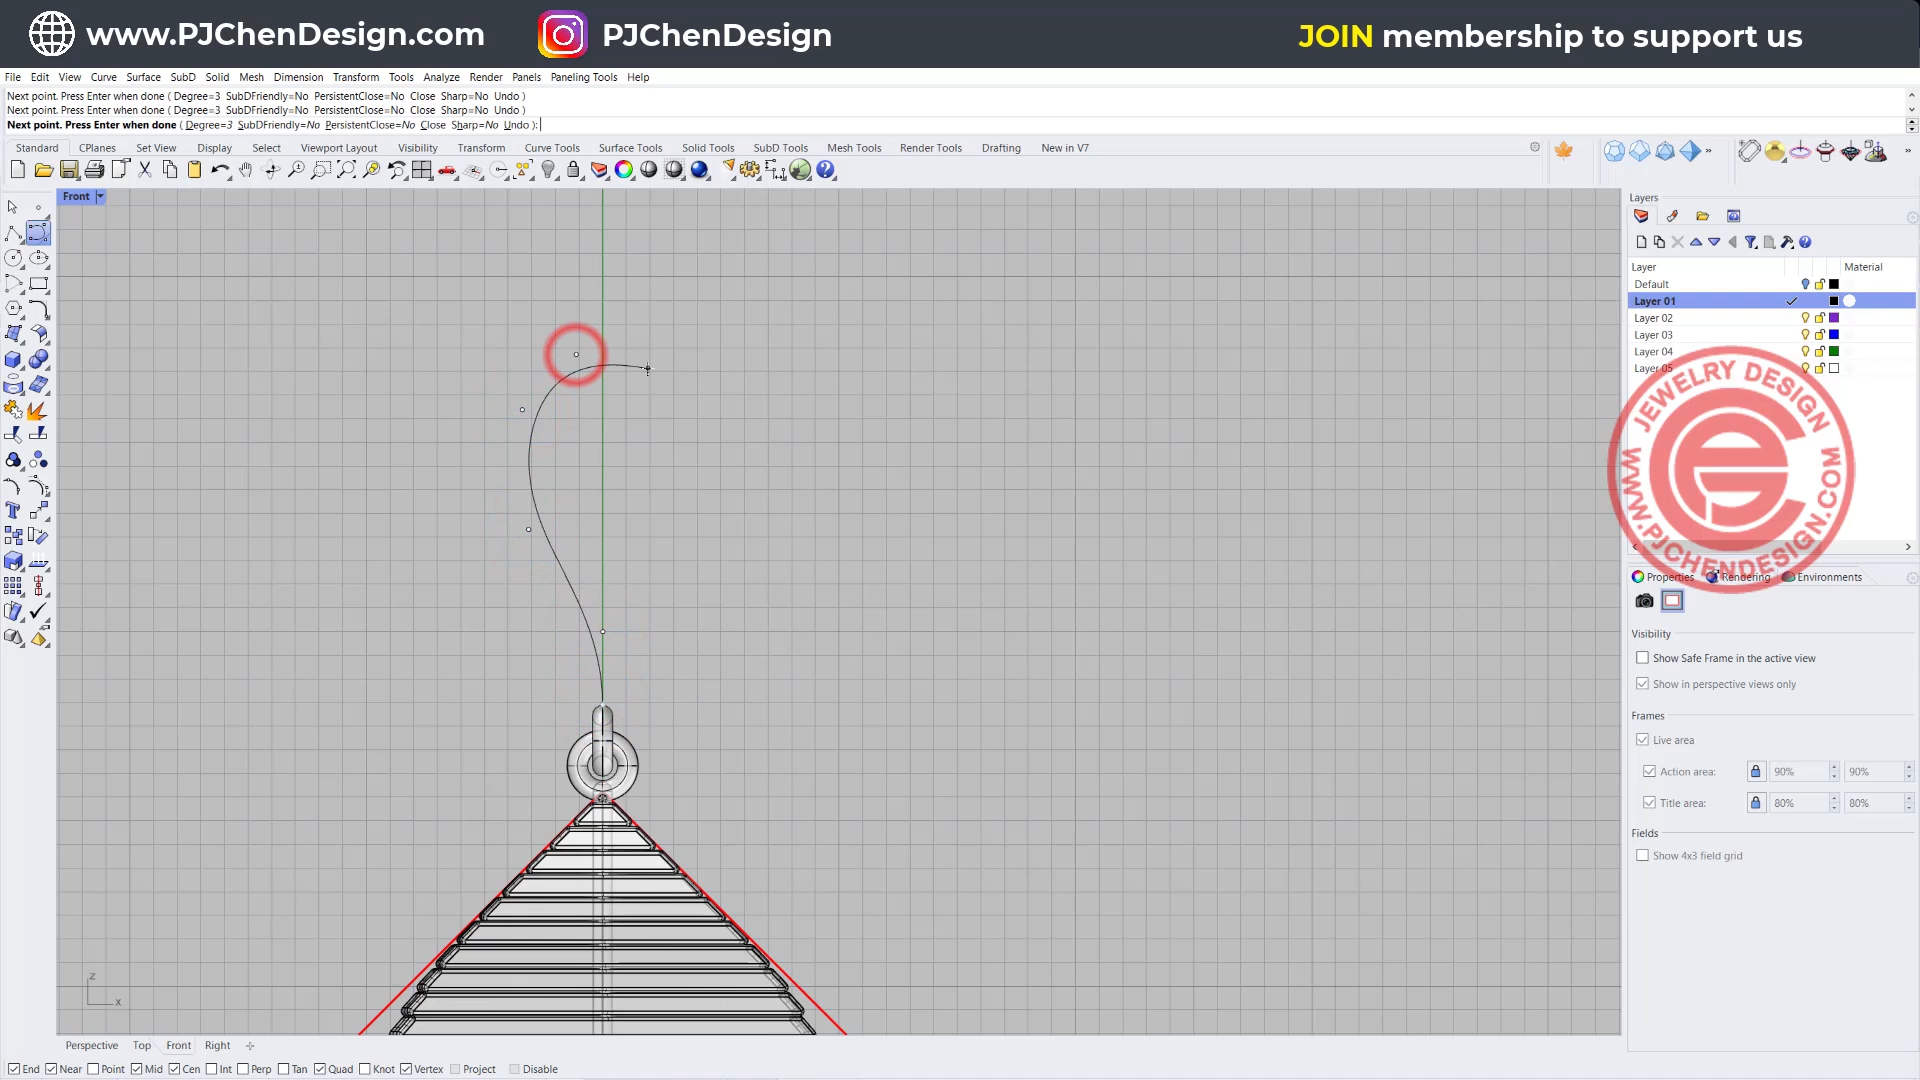 www.PJChenDesign.com PJChenDesign JOIN membership to support us
File Edit View Curve Surface SubD Solid Mesh Dimension Transform Tools Analyze Render Panels Paneling Tools Help
Next point. Press Enter when done ( Degree=3 SubDFriendly=No PersistentClose=No Close Sharp=No Undo )
Next point. Press Enter when done ( Degree=3 SubDFriendly=No PersistentClose=No Close Sharp=No Undo )
Next point. Press Enter when done ( Degree=3 SubDFriendly=No PersistentClose=No Close Sharp=No Undo ):
Standard CPlanes Set View Display Select Viewport Layout Visibility Transform Curve Tools Surface Tools Solid Tools SubD Tools Mesh Tools Render Tools Drafting New in V7
Front
Layers
Layer Material
Default
Layer 01
Layer 02
Layer 03
Layer 04
Layer 05
JEWELRY DESIGN
WWW.PJCHENDESIGN.COM
Properties Rendering Environments
Visibility
Show Safe Frame in the active view
Show in perspective views only
Frames
Live area
Action area: 90% 90%
Title area: 80% 80%
Fields
Show 4x3 field grid
z
x
Perspective Top Front Right
End Near Point Mid Cen Int Perp Tan Quad Knot Vertex Project Disable